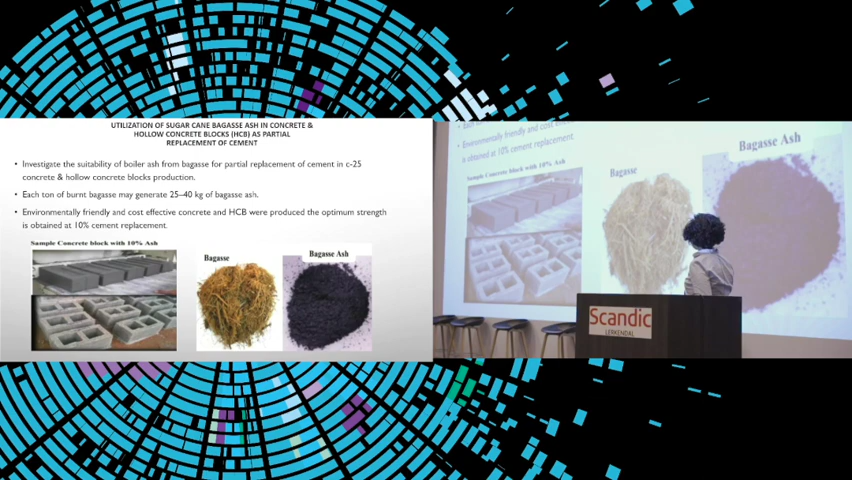 UTILIZATION OF SUGAR CANE BAGASSE ASH IN CONCRETE &
HOLLOW CONCRETE BLOCKS (HCB) AS PARTIAL
REPLACEMENT OF CEMENT
• Investigate the suitability of boiler ash from bagasse for partial replacement of cement in c-25
concrete & hollow concrete blocks production.
• Each ton of burnt bagasse may generate 25–40 kg of bagasse ash.
• Environmentally friendly and cost effective concrete and HCB were produced the optimum strength
is obtained at 10% cement replacement.
Sample Concrete block with 10% Ash
Bagasse
Bagasse Ash
Environmentally friendly and cost
is obtained at 10% cement replacement
Sample Concrete block with 10% Ash
Bagasse
Bagasse Ash
Scandic
LERKENDAL